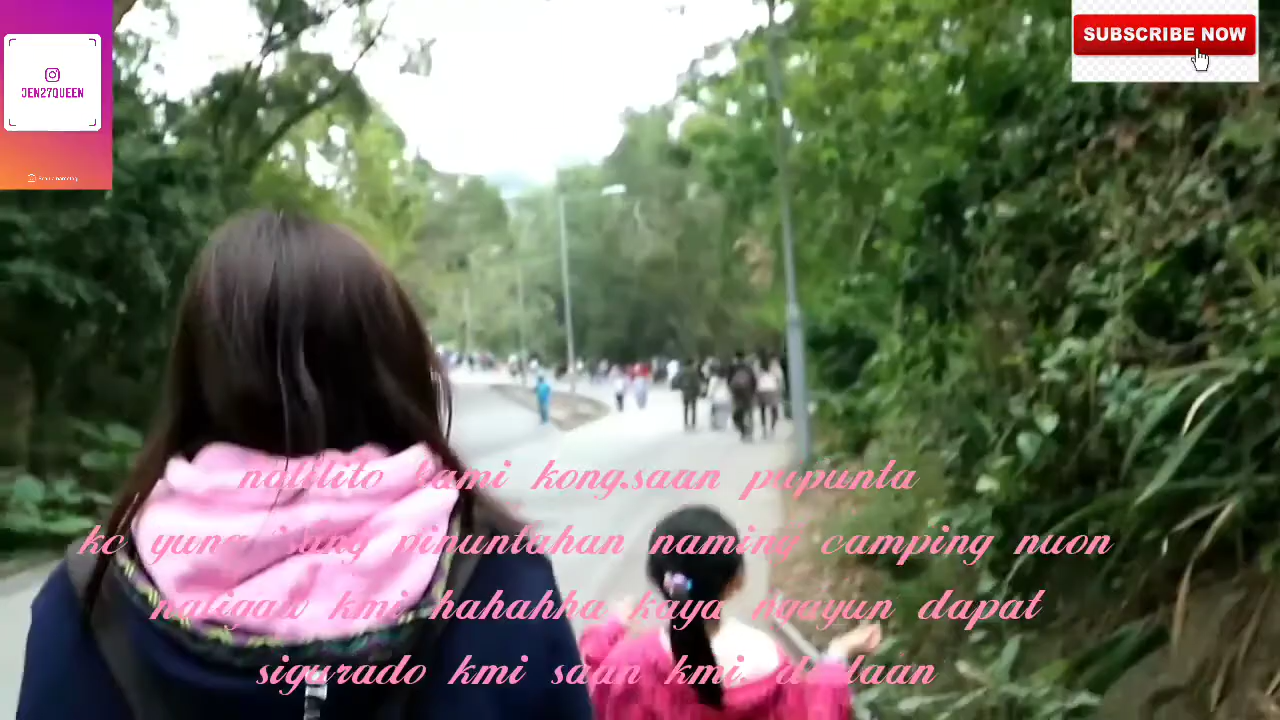 JEN27QUEEN
SUBSCRIBE NOW
nalilito kami kong.saan pupunta
kc yung pinuntahan naming camping nuon
naligaw kmi hahahha kaya ngayun dapat
sigurado kmi saan kmi. dadaan